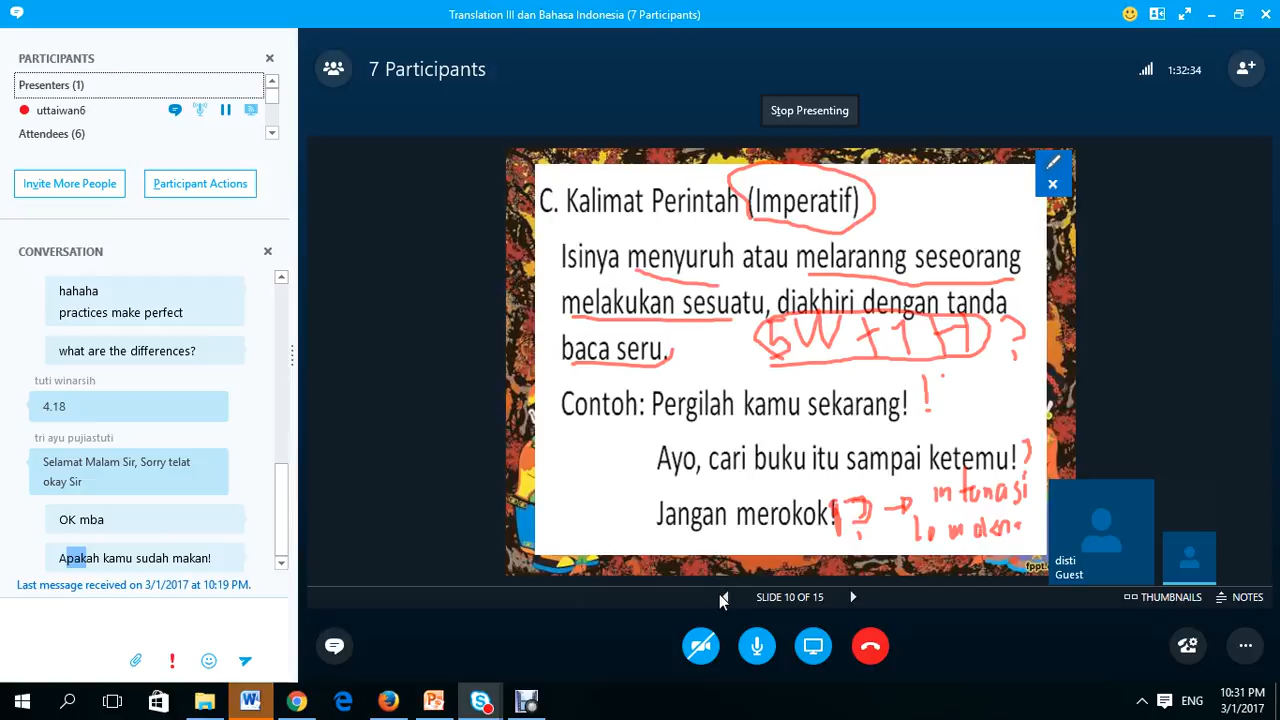 Translation III dan Bahasa Indonesia (7 Participants)
PARTICIPANTS
Presenters (1)
uttaiwan6
Attendees (6)
Invite More People
Participant Actions
CONVERSATION
hahaha
practices make perfect
what are the differences?
tuti winarsih
4.18
tri ayu pujiastuti
Selamat Malam Sir, Sorry telat
okay Sir
OK mba
Apakah kamu sudah makan!
Last message received on 3/1/2017 at 10:19 PM.
7 Participants
1:32:34
Stop Presenting
C. Kalimat Perintah (Imperatif)
Isinya menyuruh atau melaranng seseorang
melakukan sesuatu, diakhiri dengan tanda
baca seru.
5W + 1 H ?
Contoh: Pergilah kamu sekarang! !
Ayo, cari buku itu sampai ketemu!
Jangan merokok! ! ?
intonasi
disti
Guest
fppt.
SLIDE 10 OF 15
THUMBNAILS
NOTES
ENG
10:31 PM
3/1/2017